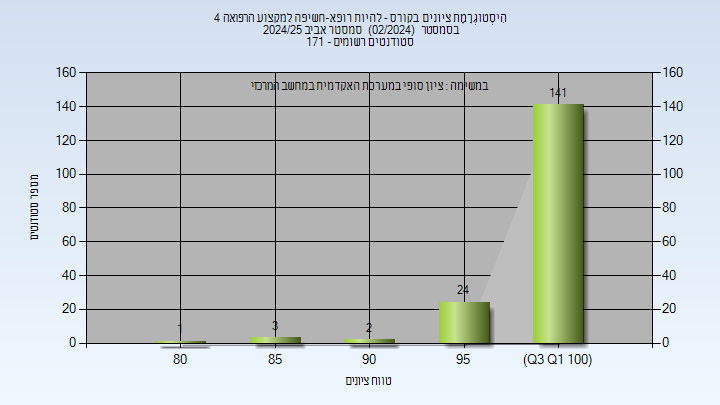 הִיסְטוֹגְרָמַת ציונים בקורס - להיות רופא-חשיפה למקצוע הרפואה 4
בסמסטר (02/2024) סמסטר אביב 2024/25
סטודנטים רשומים - 171
במשימה : ציון סופי במערכת האקדמית במחשב המרכזי
160 160
140 140
120 120
100 100
80 80
60 60
40 40
20 20
0 0
מספר סטודנטים
1 3 2 24 141
80 85 90 95 (Q3 Q1 100)
טווח ציונים